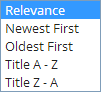 Relevance
Newest First
Oldest First
Title A - Z
Title Z - A